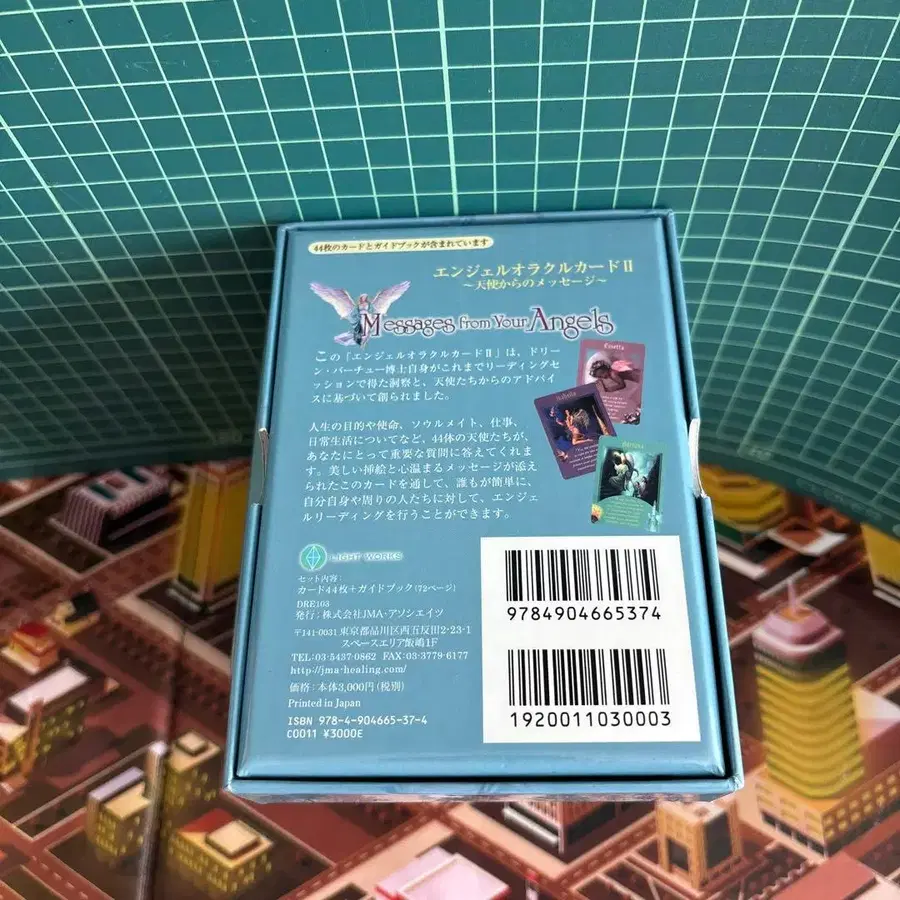 44枚のカードとガイドブックが含まれています
エンジェルオラクルカードⅡ
～天使からのメッセージ～
Messages from Your Angels
この「エンジェルオラクルカードⅡ」は、ドリー
ン・バーチュー博士自身がこれまでリーディングセ
ッションで得た洞察と、天使たちからのアドバイ
スに基づいて創られました。
人生の目的や使命、ソウルメイト、仕事、
日常生活についてなど、44体の天使たちが、
あなたにとって重要な質問に答えてくれま
す。美しい挿絵と心温まるメッセージが添え
られたこのカードを通して、誰もが簡単に、
自分自身や周りの人たちに対して、エンジェ
ルリーディングを行うことができます。
Rosetta
Isabella
LIGHT WORKS
セット内容：
カード44枚＋ガイドブック(72ページ)
DRE103
発行：株式会社JMA・アソシエイツ
〒141-0031 東京都品川区西五反田2-23-1
スペースエリア飯嶋1F
TEL:03-5437-0862 FAX:03-3779-6177
http://jma-healing.com/
価格：本体3,000円（税別）
Printed in Japan
ISBN 978-4-904665-37-4
C0011 ¥3000E
9784904665374
1920011030003